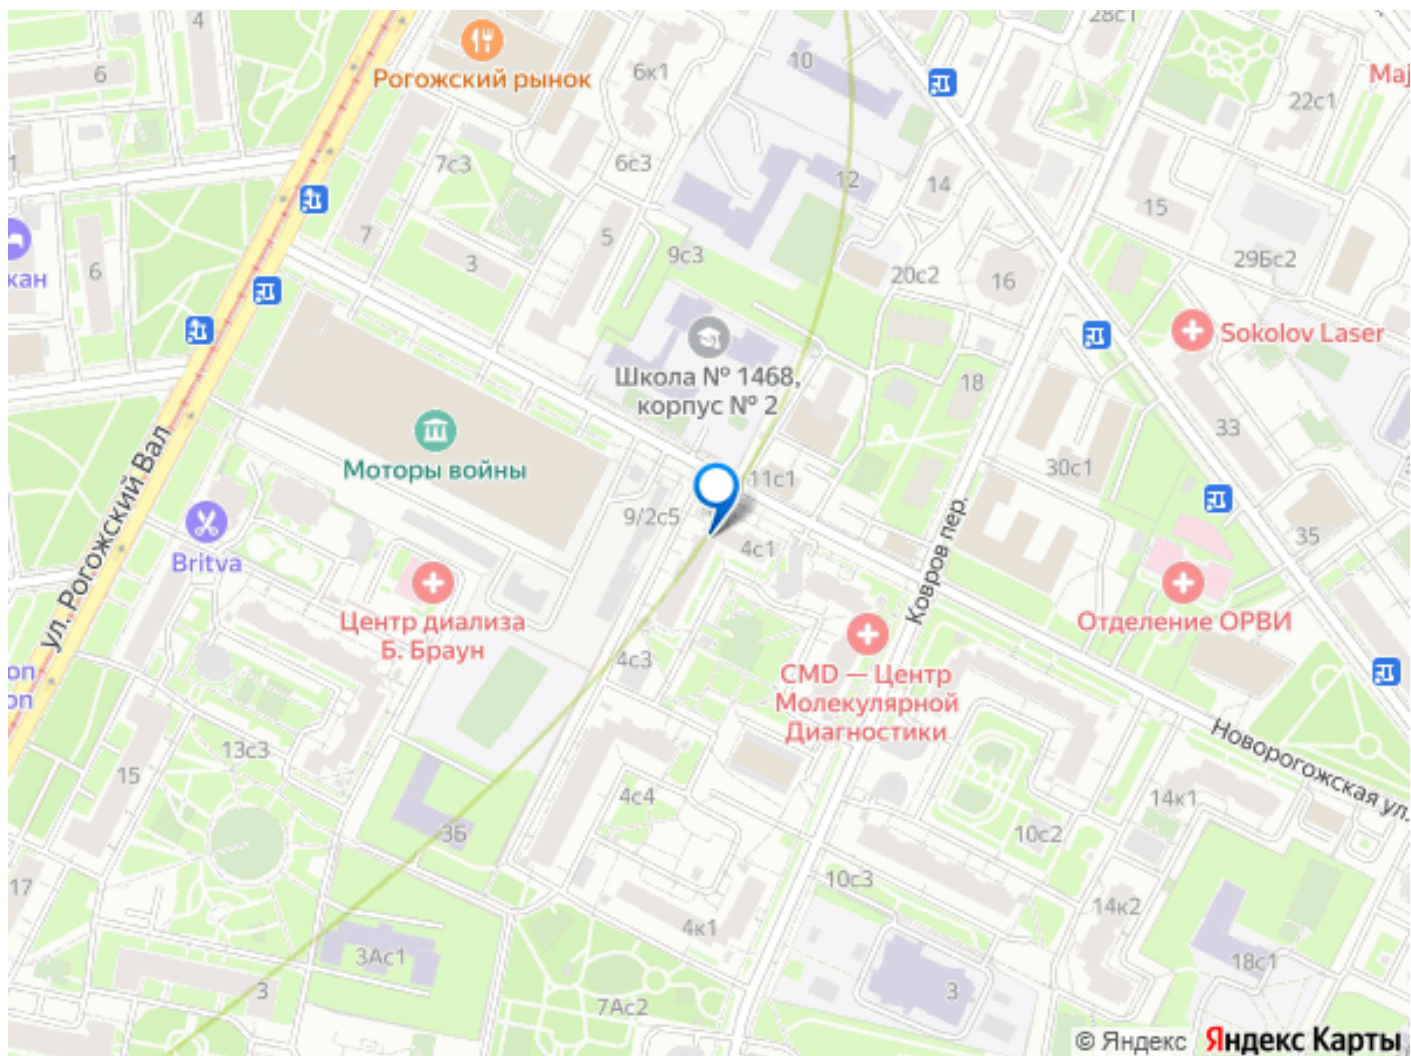 4
28с1
Рогожский рынок
6
6к1
10
Maj
22с1
1
7с3
6с3
12
14
15
7
5
3
9с3
20с2
16
29Бс2
6
кан
Sokolov Laser
Школа № 1468,
корпус № 2
18
33
Моторы войны
30с1
11с1
9/2с5
4с1
35
ул. Рогожский Вал
Britva
Ковров пер.
Центр диализа
Б. Браун
Отделение ОРВИ
on
on
4с3
CMD — Центр
Молекулярной
Диагностики
Новорогожская ул.
13с3
15
4с4
14к1
3Б
10с2
17
10с3
14к2
4к1
3Ас1
18с1
3
7Ас2
3
© Яндекс Яндекс Карты